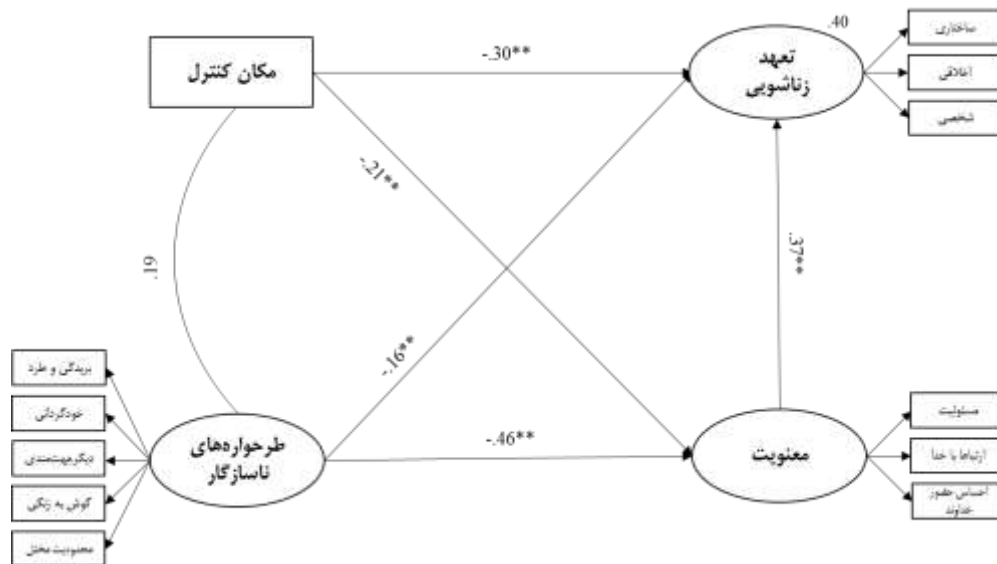 مکان کنترل
-.30**
.40
تعهد
زناشویی
ساختاری
اخلاقی
شخصی
-.21**
.19
.37**
-.16**
بریدگی و طرد
خودگردانی
دیگرجهت‌مندی
گوش به زنگی
محدودیت مختل
طرحواره‌های
ناسازگار
-.46**
معنویت
مسئولیت
ارتباط با خدا
احساس حضور
خداوند